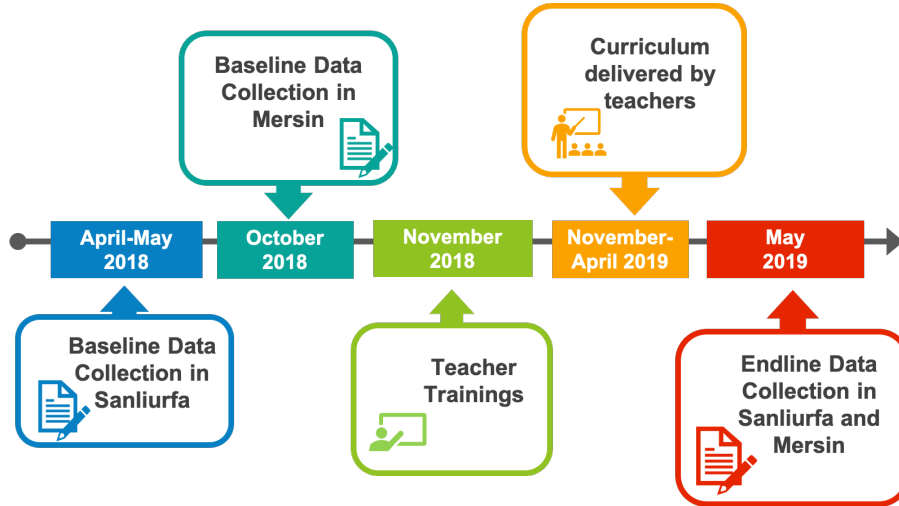 Baseline Data
Collection in
Mersin
Curriculum
delivered by
teachers
April-May
2018
October
2018
November
2018
November-
April 2019
May
2019
Baseline Data
Collection in
Sanliurfa
Teacher
Trainings
Endline Data
Collection in
Sanliurfa and
Mersin